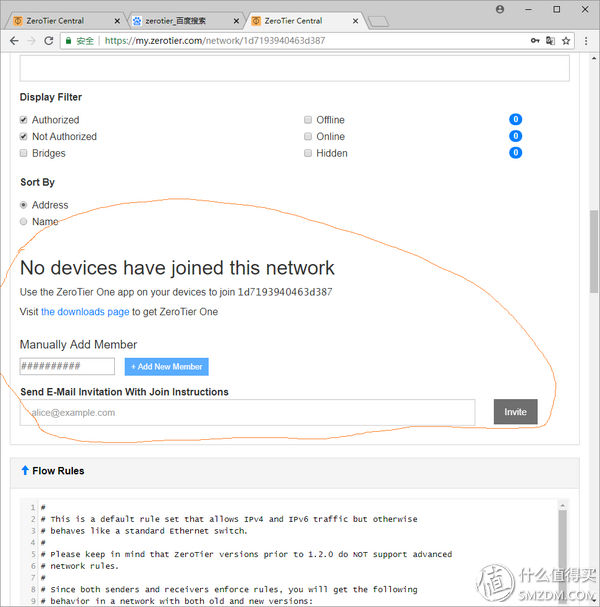 ZeroTier Central
zerotier_百度搜索
ZeroTier Central
安全 https://my.zerotier.com/network/1d7193940463d387
Display Filter
Authorized Offline 0
Not Authorized Online 0
Bridges Hidden 0
Sort By
Address
Name
No devices have joined this network
Use the ZeroTier One app on your devices to join 1d7193940463d387
Visit the downloads page to get ZeroTier One
Manually Add Member
########## + Add New Member
Send E-Mail Invitation With Join Instructions
alice@example.com Invite
Flow Rules
1 #
2 # This is a default rule set that allows IPv4 and IPv6 traffic but otherwise
3 # behaves like a standard Ethernet switch.
4 #
5 # Please keep in mind that ZeroTier versions prior to 1.2.0 do NOT support advanced
6 # network rules.
7 #
8 # Since both senders and receivers enforce rules, you will get the following
9 # behavior in a network with both old and new versions:
值 什么值得买
SMZDM.COM